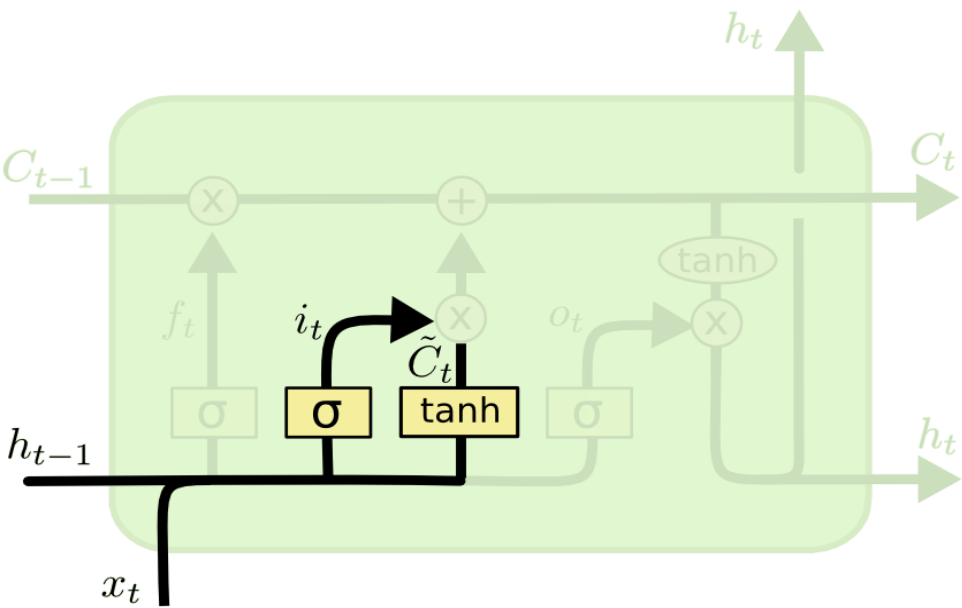 h_t
C_{t-1}
C_t
x
+
tanh
f_t
i_t
x
o_t
x
C̃_t
σ
σ
tanh
σ
h_{t-1}
h_t
x_t